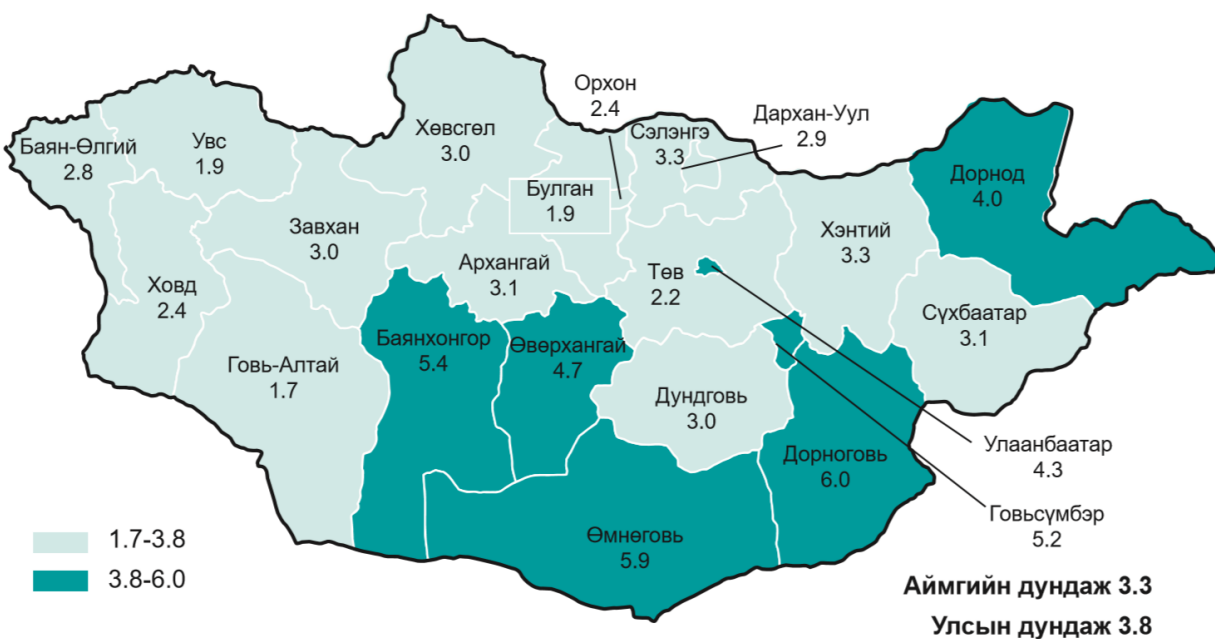 Орхон
2.4
Дархан-Уул
2.9
Сэлэнгэ
3.3
Хөвсгөл
3.0
Увс
1.9
Баян-Өлгий
2.8
Дорнод
4.0
Булган
1.9
Завхан
3.0
Хэнтий
3.3
Архангай
3.1
Төв
2.2
Ховд
2.4
Сүхбаатар
3.1
Баянхонгор
5.4
Өвөрхангай
4.7
Говь-Алтай
1.7
Дундговь
3.0
Улаанбаатар
4.3
Дорноговь
6.0
Говьсүмбэр
5.2
Өмнөговь
5.9
1.7-3.8
3.8-6.0
Аймгийн дундаж 3.3
Улсын дундаж 3.8